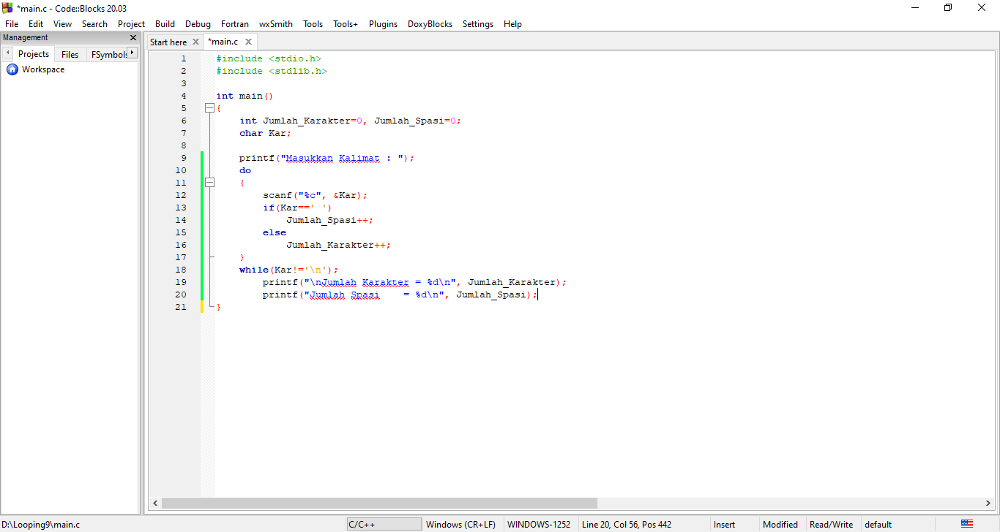 *main.c - Code::Blocks 20.03
File Edit View Search Project Build Debug Fortran wxSmith Tools Tools+ Plugins DoxyBlocks Settings Help
Management
Projects Files FSymbols
Workspace
Start here *main.c
1 #include <stdio.h>
2 #include <stdlib.h>
3
4 int main()
5 {
6 int Jumlah_Karakter=0, Jumlah_Spasi=0;
7 char Kar;
8
9 printf("Masukkan Kalimat : ");
10 do
11 {
12 scanf("%c", &Kar);
13 if(Kar==' ')
14 Jumlah_Spasi++;
15 else
16 Jumlah_Karakter++;
17 }
18 while(Kar!='\n');
19 printf("\nJumlah Karakter = %d\n", Jumlah_Karakter);
20 printf("Jumlah Spasi    = %d\n", Jumlah_Spasi);
21 }
D:\Looping9\main.c C/C++ Windows (CR+LF) WINDOWS-1252 Line 20, Col 56, Pos 442 Insert Modified Read/Write default